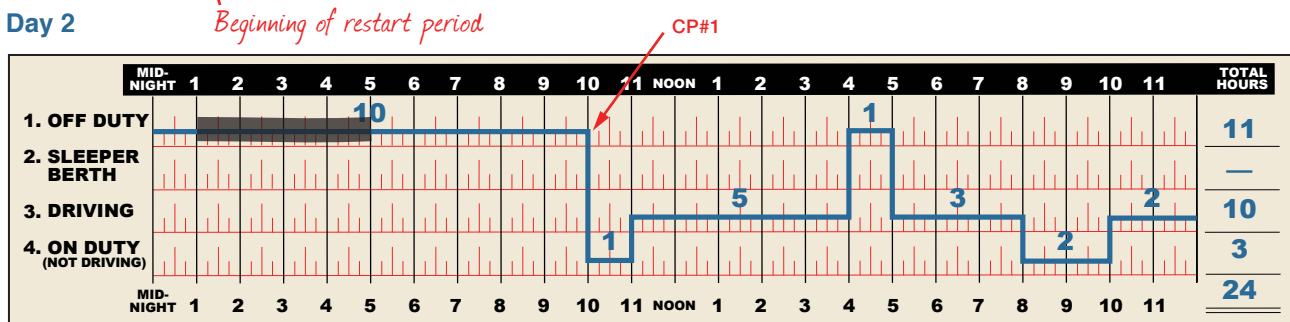 Day 2
Beginning of restart period
CP#1
MID-NIGHT 1 2 3 4 5 6 7 8 9 10 11 NOON 1 2 3 4 5 6 7 8 9 10 11 TOTAL HOURS
1. OFF DUTY 10 1 11
2. SLEEPER BERTH —
3. DRIVING 5 3 2 10
4. ON DUTY (NOT DRIVING) 1 2 3
24
MID-NIGHT 1 2 3 4 5 6 7 8 9 10 11 NOON 1 2 3 4 5 6 7 8 9 10 11